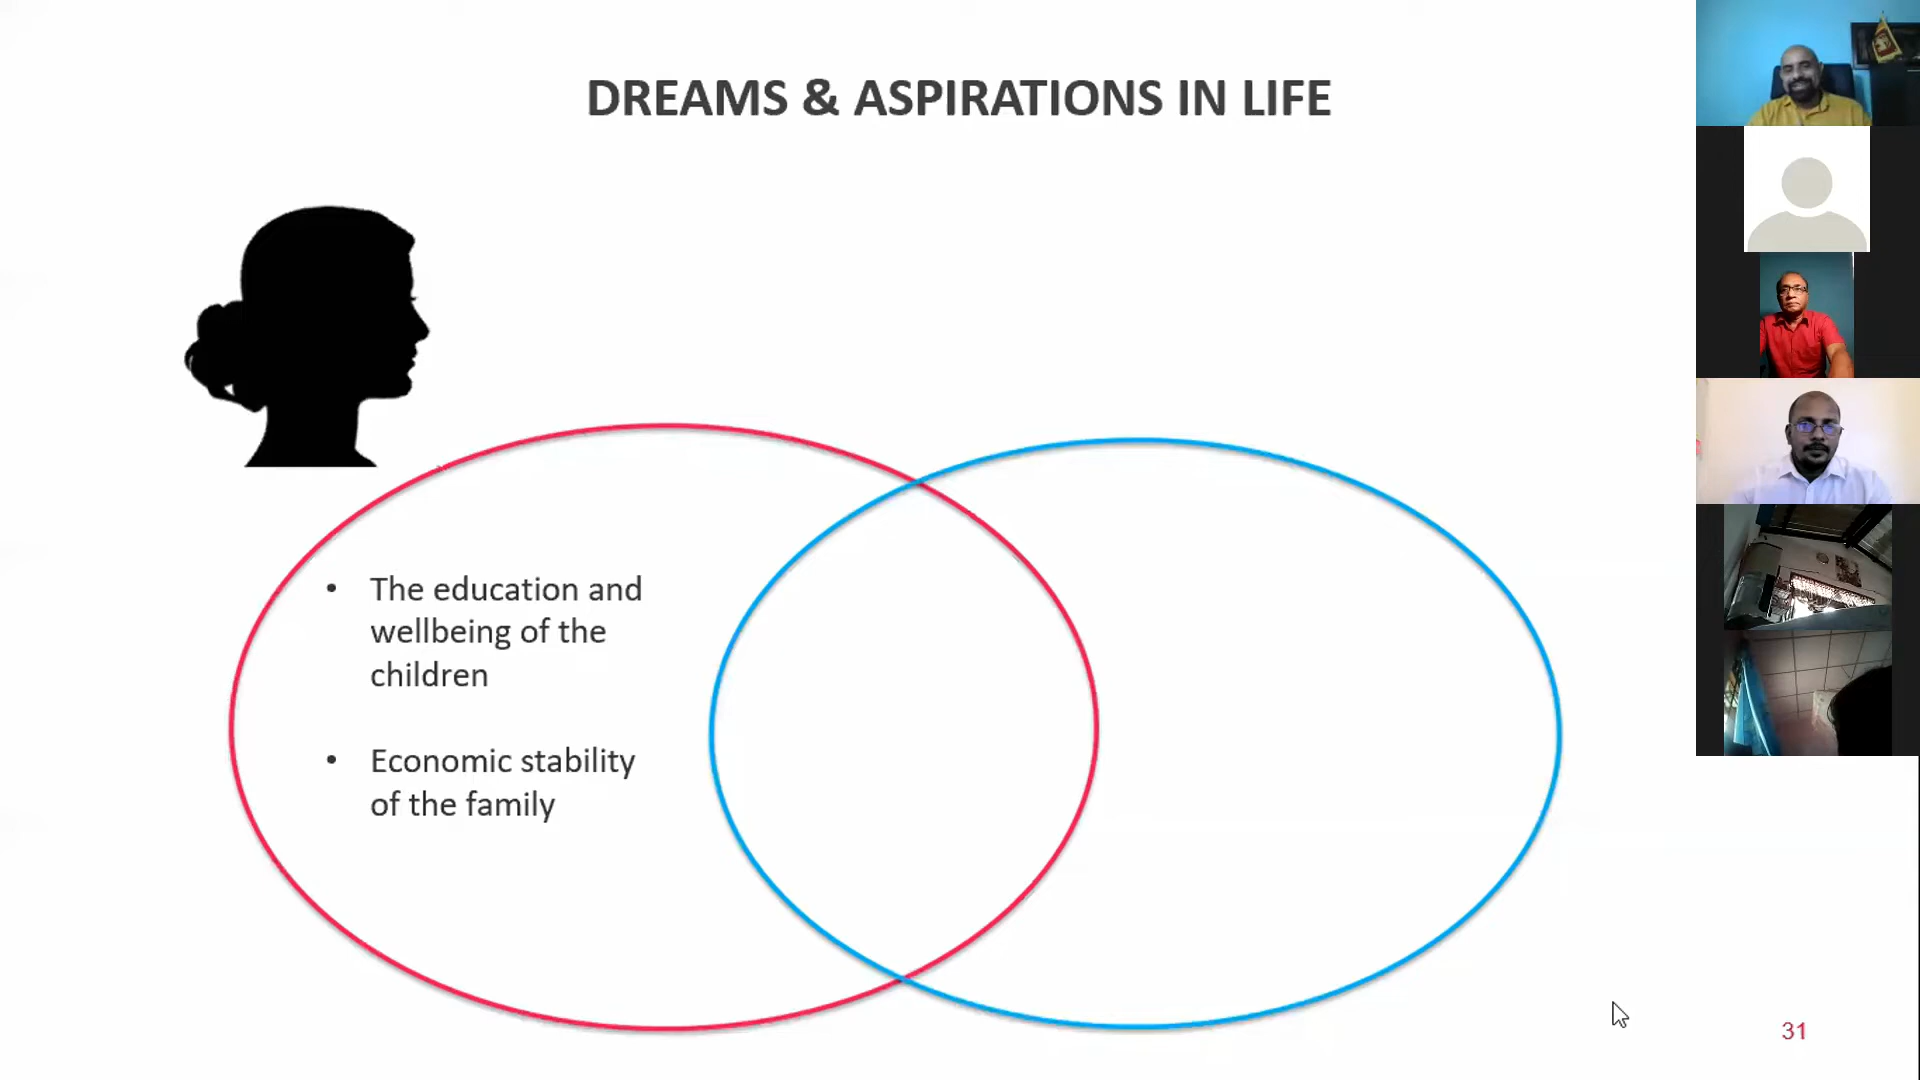 DREAMS & ASPIRATIONS IN LIFE
• The education and
wellbeing of the
children
• Economic stability
of the family
31